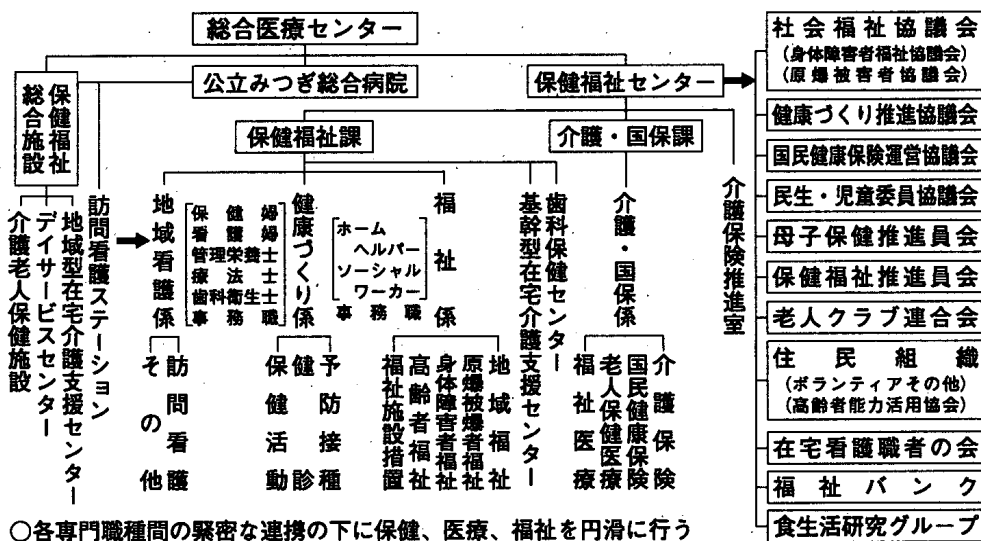 総合医療センター
保健福祉
総合施設
公立みつぎ総合病院
保健福祉センター
保健福祉課
介護・国保課
介護老人保健施設
デイサービスセンター
地域型在宅介護支援センター
訪問看護ステーション
地域看護係
保健婦
看護婦
管理栄養士
療法士
歯科衛生士
事務職
健康づくり係
ホーム
ヘルパー
ソーシャル
ワーカー
事務職
福祉係
基幹型在宅介護支援センター
歯科保健センター
介護・国保係
介護保険推進室
その他
訪問看護
保健活動
健診
予防接種
福祉施設措置
高齢者福祉
身体障害者福祉
原爆被爆者福祉
地域福祉
福祉医療
老人保健医療
国民健康保険
介護保険
社会福祉協議会
(身体障害者福祉協議会)
(原爆被害者協議会)
健康づくり推進協議会
国民健康保険運営協議会
民生・児童委員協議会
母子保健推進員会
保健福祉推進員会
老人クラブ連合会
住民組織
(ボランティアその他)
(高齢者能力活用協会)
在宅看護職者の会
福祉バンク
食生活研究グループ
○各専門職種間の緊密な連携の下に保健、医療、福祉を円滑に行う